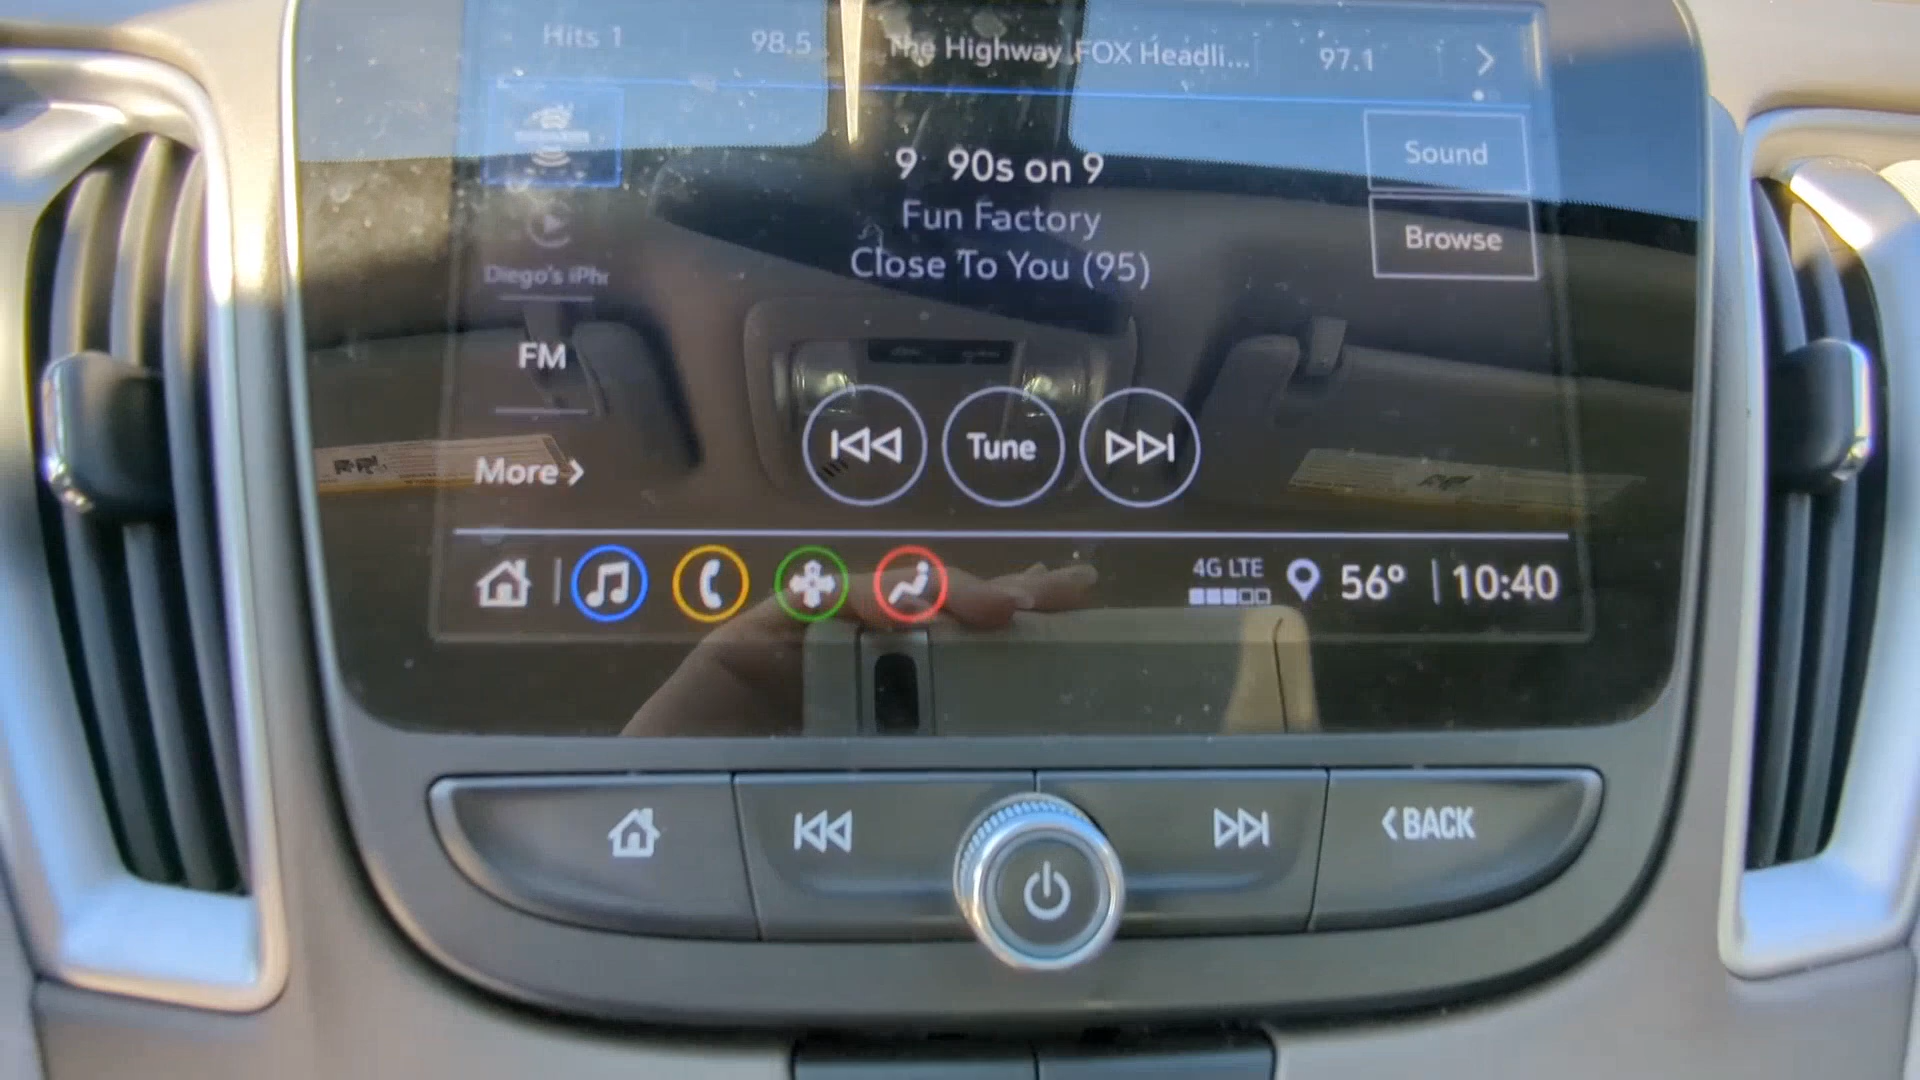 Hits 1 98.5 The Highway FOX Headli... 97.1
9 90s on 9
Sound
Fun Factory
Browse
Close To You (95)
Diego's iPhr
FM
Tune
More
4G LTE
56° 10:40
BACK